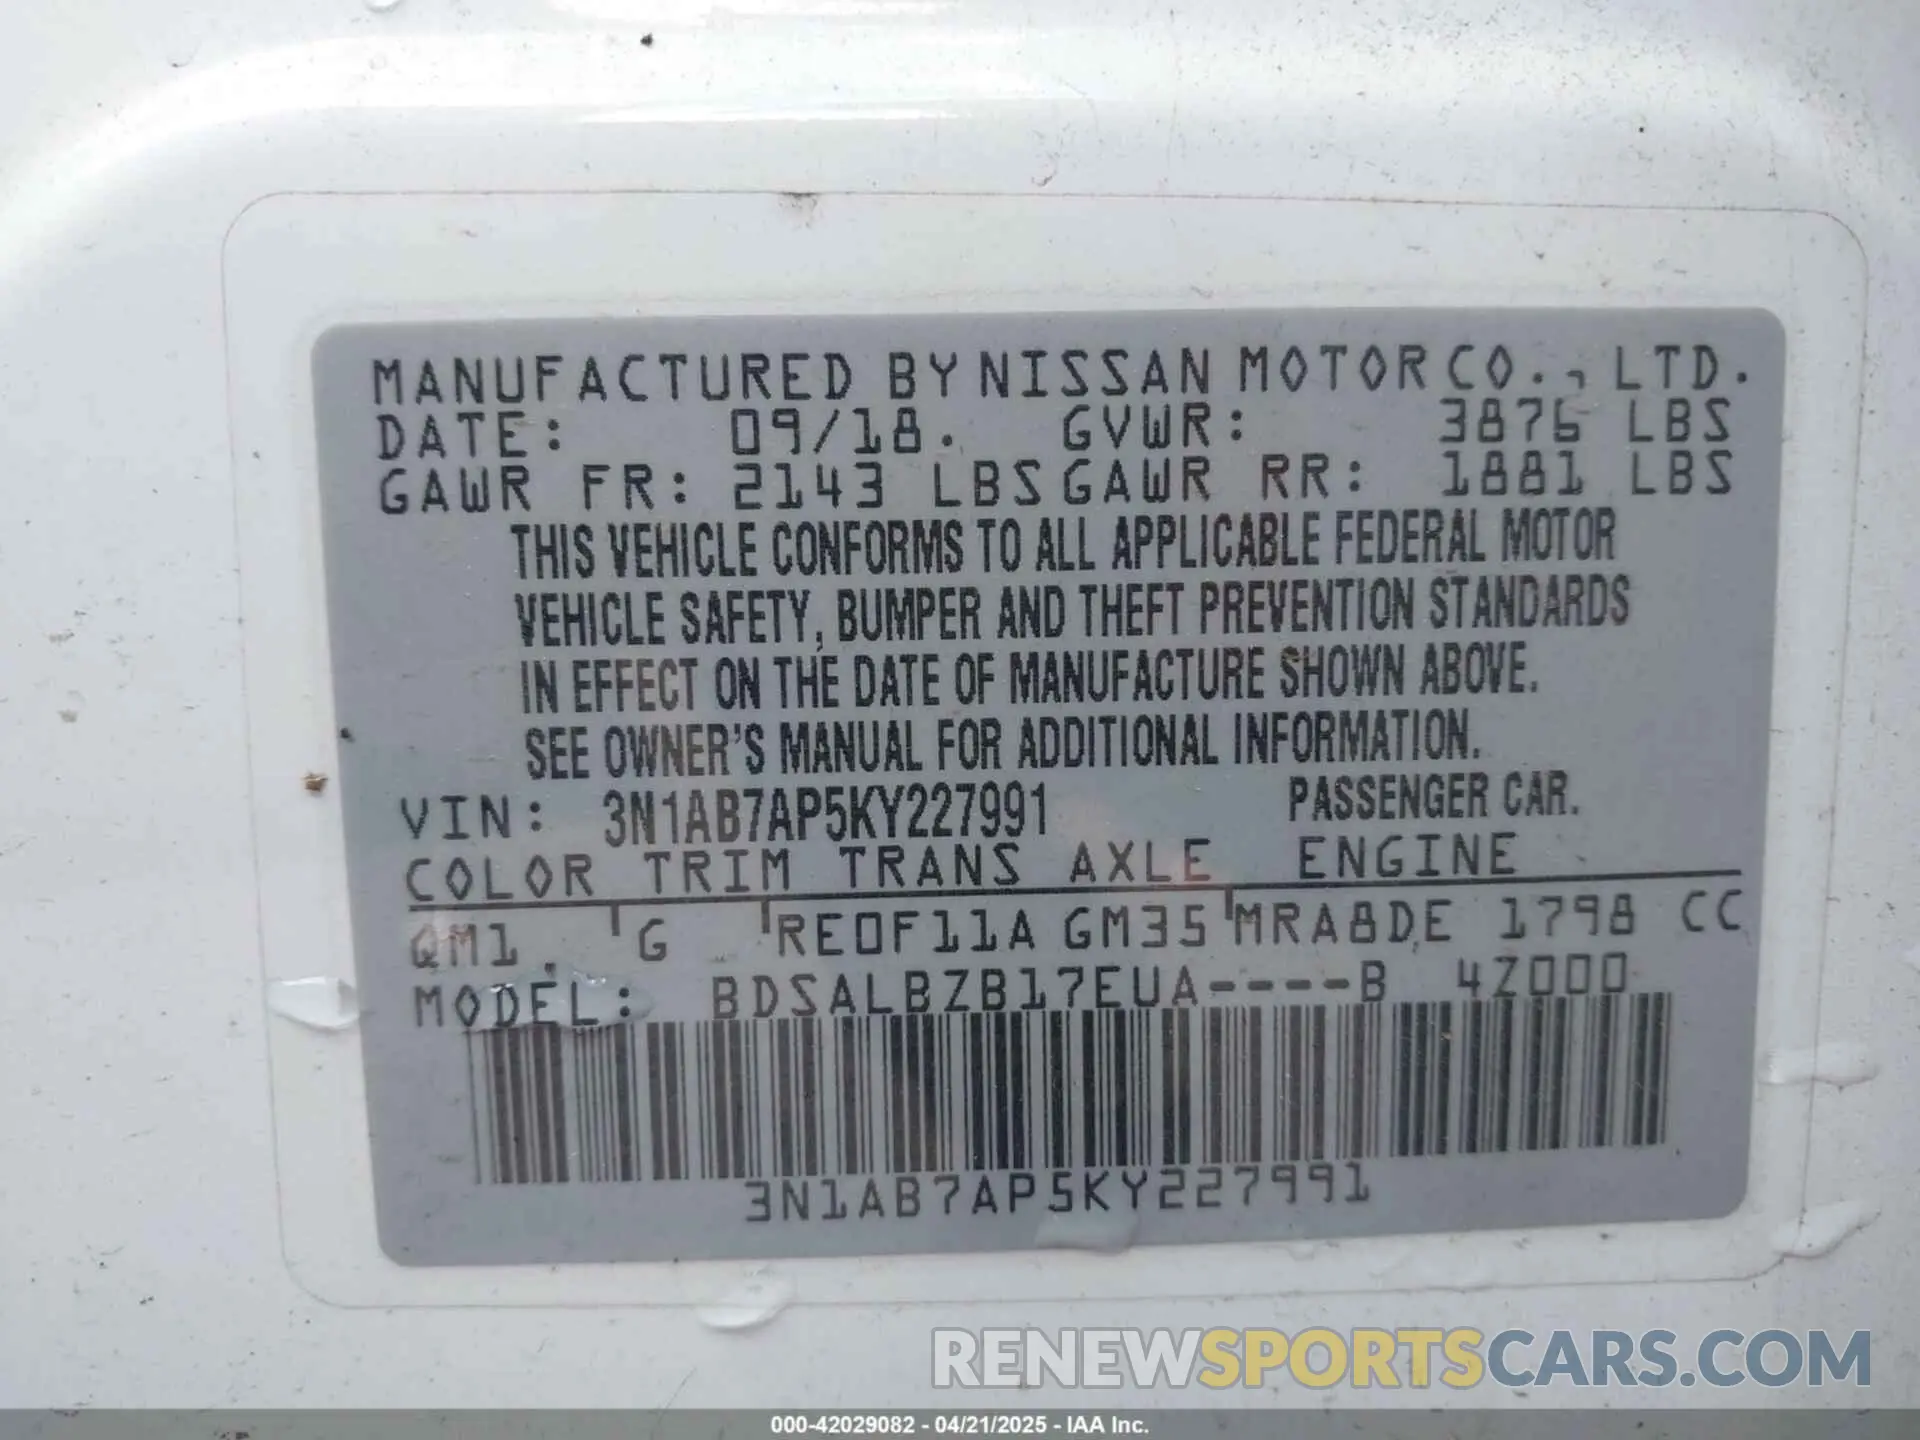 MANUFACTURED BY NISSAN MOTOR CO., LTD.
DATE: 09/18. GVWR: 3876 LBS
GAWR FR: 2143 LBS GAWR RR: 1881 LBS
THIS VEHICLE CONFORMS TO ALL APPLICABLE FEDERAL MOTOR
VEHICLE SAFETY, BUMPER AND THEFT PREVENTION STANDARDS
IN EFFECT ON THE DATE OF MANUFACTURE SHOWN ABOVE.
SEE OWNER'S MANUAL FOR ADDITIONAL INFORMATION.
VIN: 3N1AB7AP5KY227991 PASSENGER CAR.
COLOR TRIM TRANS AXLE ENGINE
QM1 G RE0F11A GM35 MRA8DE 1798 CC
MODEL: BDSALBZB17EUA----B 4Z000
3N1AB7AP5KY227991
RENEWSPORTSCARS.COM
000-42029082 - 04/21/2025 - IAA Inc.